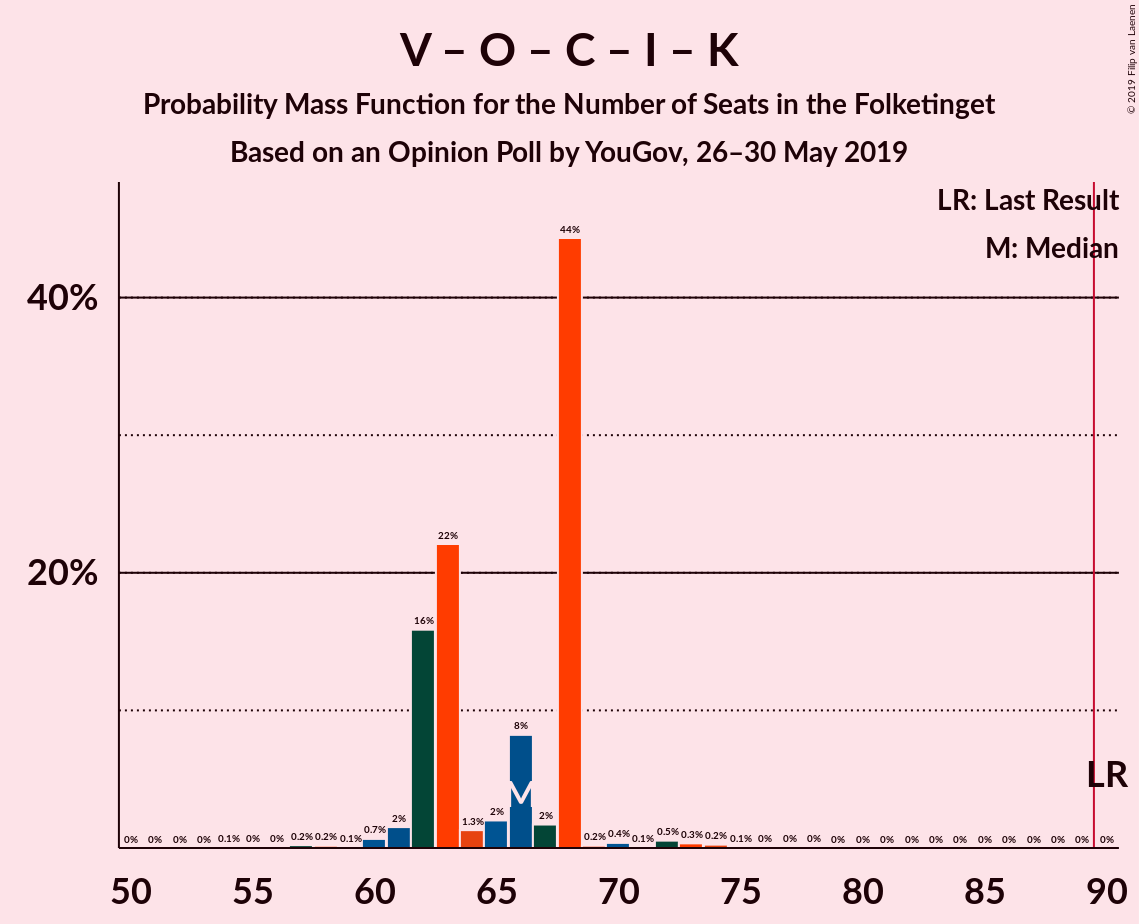 V – O – C – I – K
Probability Mass Function for the Number of Seats in the Folketinget
Based on an Opinion Poll by YouGov, 26–30 May 2019
© 2019 Filip van Laenen
LR: Last Result
M: Median
40%
20%
0% 0% 0% 0% 0.1% 0% 0% 0.2% 0.2% 0.1% 0.7% 2% 16% 22% 1.3% 2% 8% 2% 44% 0.2% 0.4% 0.1% 0.5% 0.3% 0.2% 0.1% 0% 0% 0% 0% 0% 0% 0% 0% 0% 0% 0% 0% 0% 0% 0%
M
LR
50 55 60 65 70 75 80 85 90